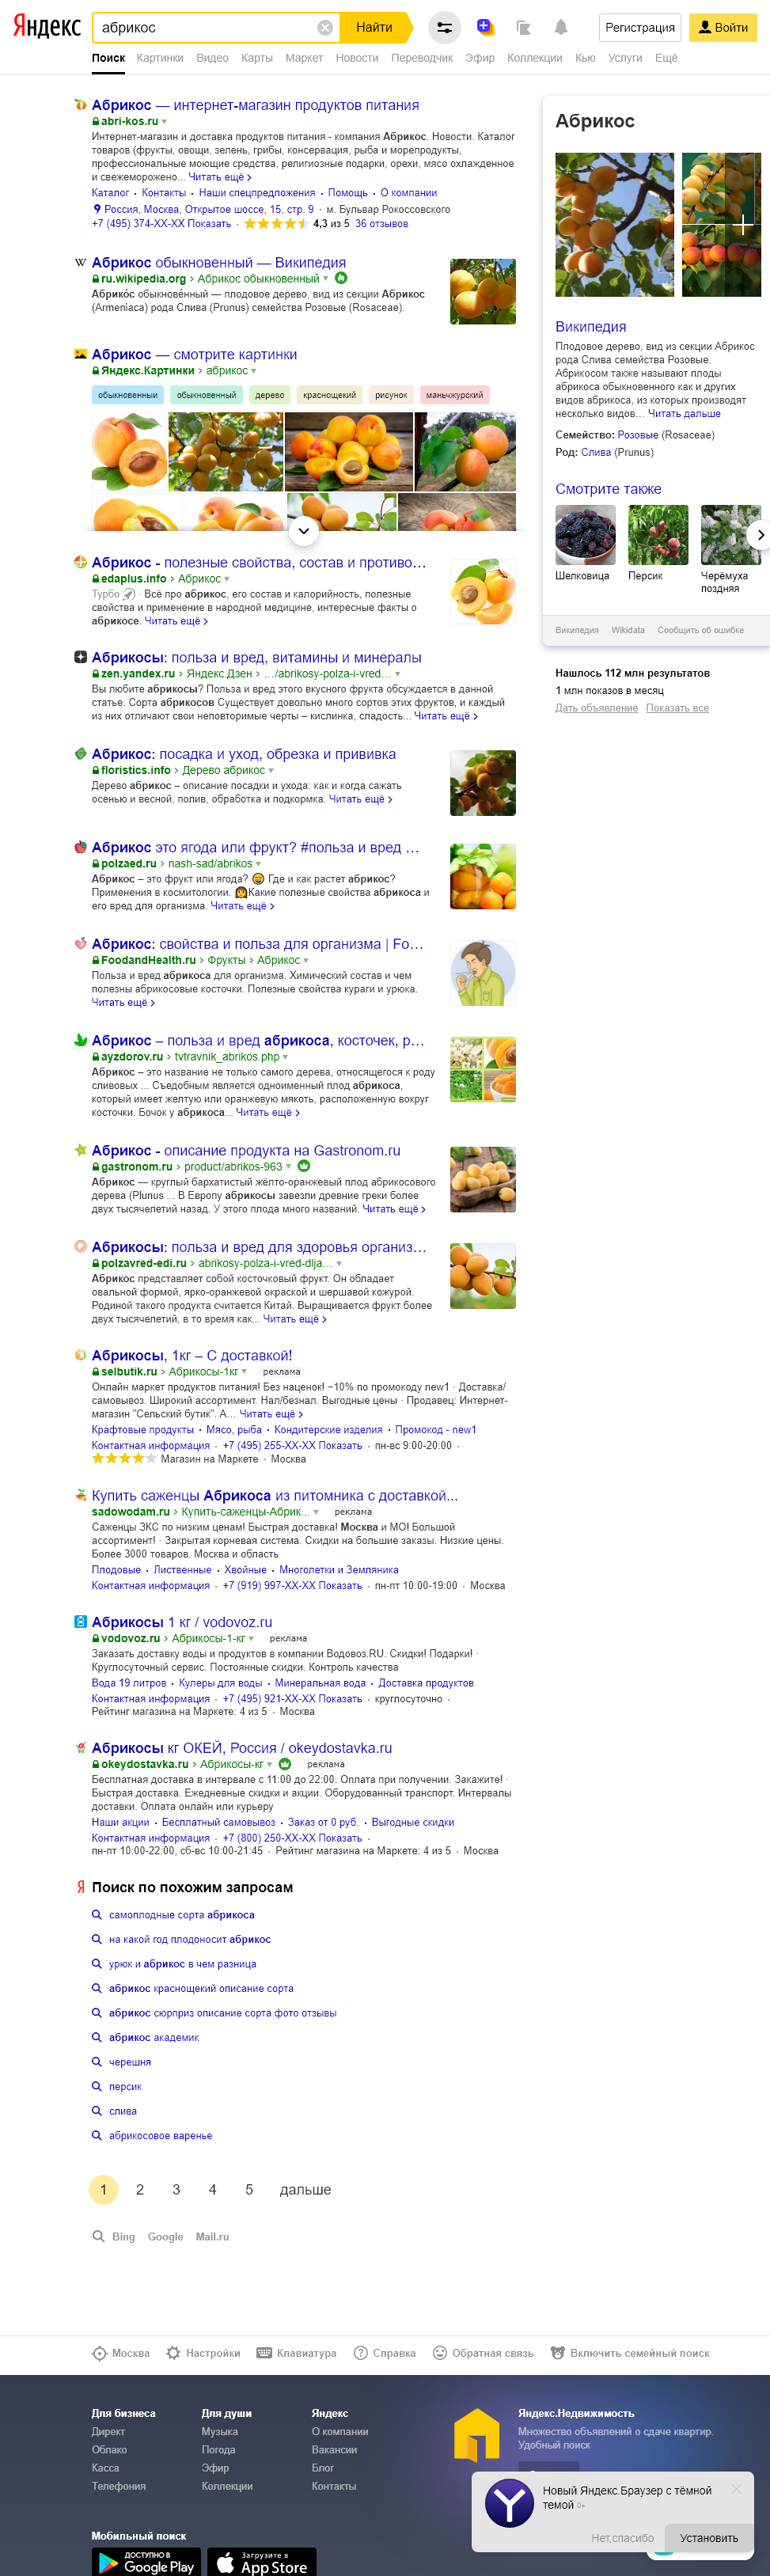 Яндекс
абрикос
Найти
Регистрация
Войти
Поиск Картинки Видео Карты Маркет Новости Переводчик Эфир Коллекции Кью Услуги Ещё
Абрикос — интернет-магазин продуктов питания
abri-kos.ru
Интернет-магазин и доставка продуктов питания - компания Абрикос. Новости. Каталог
товаров (фрукты, овощи, зелень, грибы, консервация, рыба и морепродукты,
профессиональные моющие средства, религиозные подарки, орехи, мясо охлажденное
и свежеморожено... Читать ещё
Каталог · Контакты · Наши спецпредложения · Помощь · О компании
Россия, Москва, Открытое шоссе, 15, стр. 9 · м. Бульвар Рокоссовского
+7 (495) 374-XX-XX Показать · 4,3 из 5 36 отзывов
Абрикос обыкновенный — Википедия
ru.wikipedia.org › Абрикос обыкновенный
Абрико́с обыкнове́нный — плодовое дерево, вид из секции Абрикос
(Armeniaca) рода Слива (Prunus) семейства Розовые (Rosaceae).
Абрикос — смотрите картинки
Яндекс.Картинки › абрикос
обыкновенныи обыкновенный дерево краснощекий рисунок маньчжурский
Абрикос - полезные свойства, состав и противо…
edaplus.info › Абрикос
Турбо · Всё про абрикос, его состав и калорийность, полезные
свойства и применение в народной медицине, интересные факты о
абрикосе. Читать ещё
Абрикосы: польза и вред, витамины и минералы
zen.yandex.ru › Яндекс.Дзен › …/abrikosy-polza-i-vred…
Вы любите абрикосы? Польза и вред этого вкусного фрукта обсуждается в данной
статье. Сорта абрикосов Существует довольно много сортов этих фруктов, и каждый
из них отличают свои неповторимые черты – кислинка, сладость... Читать ещё
Абрикос: посадка и уход, обрезка и прививка
floristics.info › Дерево абрикос
Дерево абрикос – описание посадки и ухода: как и когда сажать
осенью и весной, полив, обработка и подкормка. Читать ещё
Абрикос это ягода или фрукт? #польза и вред …
polzaed.ru › nash-sad/abrikos
Абрикос – это фрукт или ягода? 😄 Где и как растет абрикос?
Применения в космитологии. Какие полезные свойства абрикоса и
его вред для организма. Читать ещё
Абрикос: свойства и польза для организма | Fo…
FoodandHealth.ru › Фрукты › Абрикос
Польза и вред абрикоса для организма. Химический состав и чем
полезны абрикосовые косточки. Полезные свойства кураги и урюка.
Читать ещё
Абрикос – польза и вред абрикоса, косточек, р…
ayzdorov.ru › tvtravnik_abrikos.php
Абрикос – это название не только самого дерева, относящегося к роду
сливовых ... Съедобным является одноименный плод абрикоса,
который имеет желтую или оранжевую мякоть, расположенную вокруг
косточки. Бочок у абрикоса... Читать ещё
Абрикос - описание продукта на Gastronom.ru
gastronom.ru › product/abrikos-963
Абрикос — круглый бархатистый жёлто-оранжевый плод абрикосового
дерева (Plunus ... В Европу абрикосы завезли древние греки более
двух тысячелетий назад. У этого плода много названий. Читать ещё
Абрикосы: польза и вред для здоровья организ…
polzavred-edi.ru › abrikosy-polza-i-vred-dlja…
Абрикос представляет собой косточковый фрукт. Он обладает
овальной формой, ярко-оранжевой окраской и шершавой кожурой.
Родиной такого продукта считается Китай. Выращивается фрукт более
двух тысячелетий, в то время как... Читать ещё
Абрикосы, 1кг – С доставкой!
selbutik.ru › Абрикосы-1кг реклама
Онлайн маркет продуктов питания! Без наценок! −10% по промокоду new1 · Доставка/
самовывоз. Широкий ассортимент. Нал/безнал. Выгодные цены · Продавец: Интернет-
магазин "Сельский бутик". А… Читать ещё
Крафтовые продукты · Мясо, рыба · Кондитерские изделия · Промокод - new1
Контактная информация · +7 (495) 255-XX-XX Показать · пн-вс 9:00-20:00 ·
Магазин на Маркете · Москва
Купить саженцы Абрикоса из питомника с доставкой...
sadowodam.ru › Купить-саженцы-Абрик... реклама
Саженцы ЗКС по низким ценам! Быстрая доставка! Москва и МО! Большой
ассортимент! · Закрытая корневая система. Скидки на большие заказы. Низкие цены.
Более 3000 товаров. Москва и область
Плодовые · Лиственные · Хвойные · Многолетки и Земляника
Контактная информация · +7 (919) 997-XX-XX Показать · пн-пт 10:00-19:00 · Москва
Абрикосы 1 кг / vodovoz.ru
vodovoz.ru › Абрикосы-1-кг реклама
Заказать доставку воды и продуктов в компании Водовоз.RU. Скидки! Подарки! ·
Круглосуточный сервис. Постоянные скидки. Контроль качества
Вода 19 литров · Кулеры для воды · Минеральная вода · Доставка продуктов
Контактная информация · +7 (495) 921-XX-XX Показать · круглосуточно ·
Рейтинг магазина на Маркете: 4 из 5 · Москва
Абрикосы кг ОКЕЙ, Россия / okeydostavka.ru
okeydostavka.ru › Абрикосы-кг реклама
Бесплатная доставка в интервале с 11:00 до 22:00. Оплата при получении. Закажите! ·
Быстрая доставка. Ежедневные скидки и акции. Оборудованный транспорт. Интервалы
доставки. Оплата онлайн или курьеру
Наши акции · Бесплатный самовывоз · Заказ от 0 руб. · Выгодные скидки
Контактная информация · +7 (800) 250-XX-XX Показать ·
пн-пт 10:00-22:00, сб-вс 10:00-21:45 · Рейтинг магазина на Маркете: 4 из 5 · Москва
Поиск по похожим запросам
самоплодные сорта абрикоса
на какой год плодоносит абрикос
урюк и абрикос в чем разница
абрикос краснощекий описание сорта
абрикос сюрприз описание сорта фото отзывы
абрикос академик
черешня
персик
слива
абрикосовое варенье
1 2 3 4 5 дальше
Bing Google Mail.ru
Абрикос
Википедия
Плодовое дерево, вид из секции Абрикос
рода Слива семейства Розовые.
Абрикосом также называют плоды
абрикоса обыкновенного как и других
видов абрикоса, из которых производят
несколько видов… Читать дальше
Семейство: Розовые (Rosaceae)
Род: Слива (Prunus)
Смотрите также
Шелковица Персик Черёмуха
поздняя
Википедия Wikidata Сообщить об ошибке
Нашлось 112 млн результатов
1 млн показов в месяц
Дать объявление Показать все
Москва Настройки Клавиатура Справка Обратная связь Включить семейный поиск
Для бизнеса
Директ
Облако
Касса
Телефония
Для души
Музыка
Погода
Эфир
Коллекции
Яндекс
О компании
Вакансии
Блог
Контакты
Яндекс.Недвижимость
Множество объявлений о сдаче квартир.
Удобный поиск
Новый Яндекс.Браузер с тёмной
темой 0+
Нет,спасибо Установить
Мобильный поиск
ДОСТУПНО В
Google Play
Загрузите в
App Store